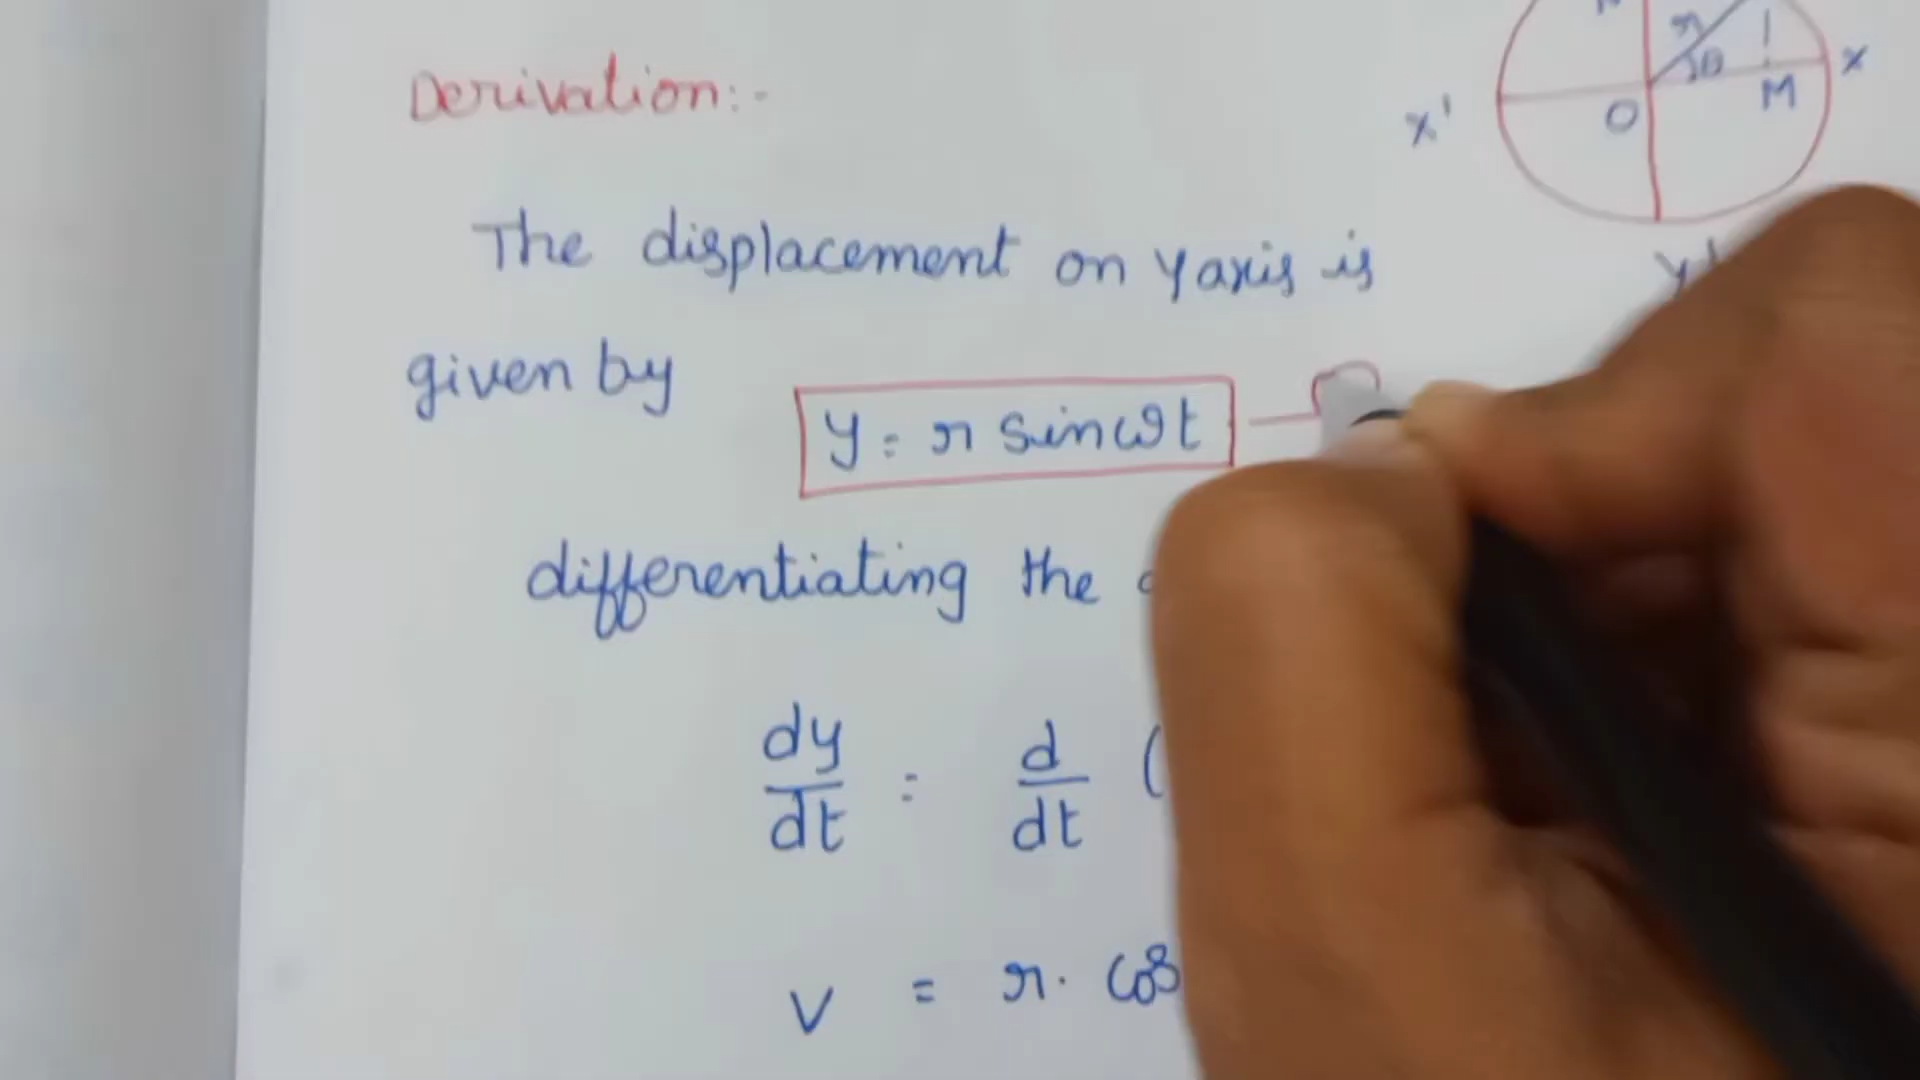 Derivation:-
r
θ
x
x'
O
M
The displacement on y axis is
given by
y = r sinωt
differentiating the
dy/dt = d/dt (
v = r. cos